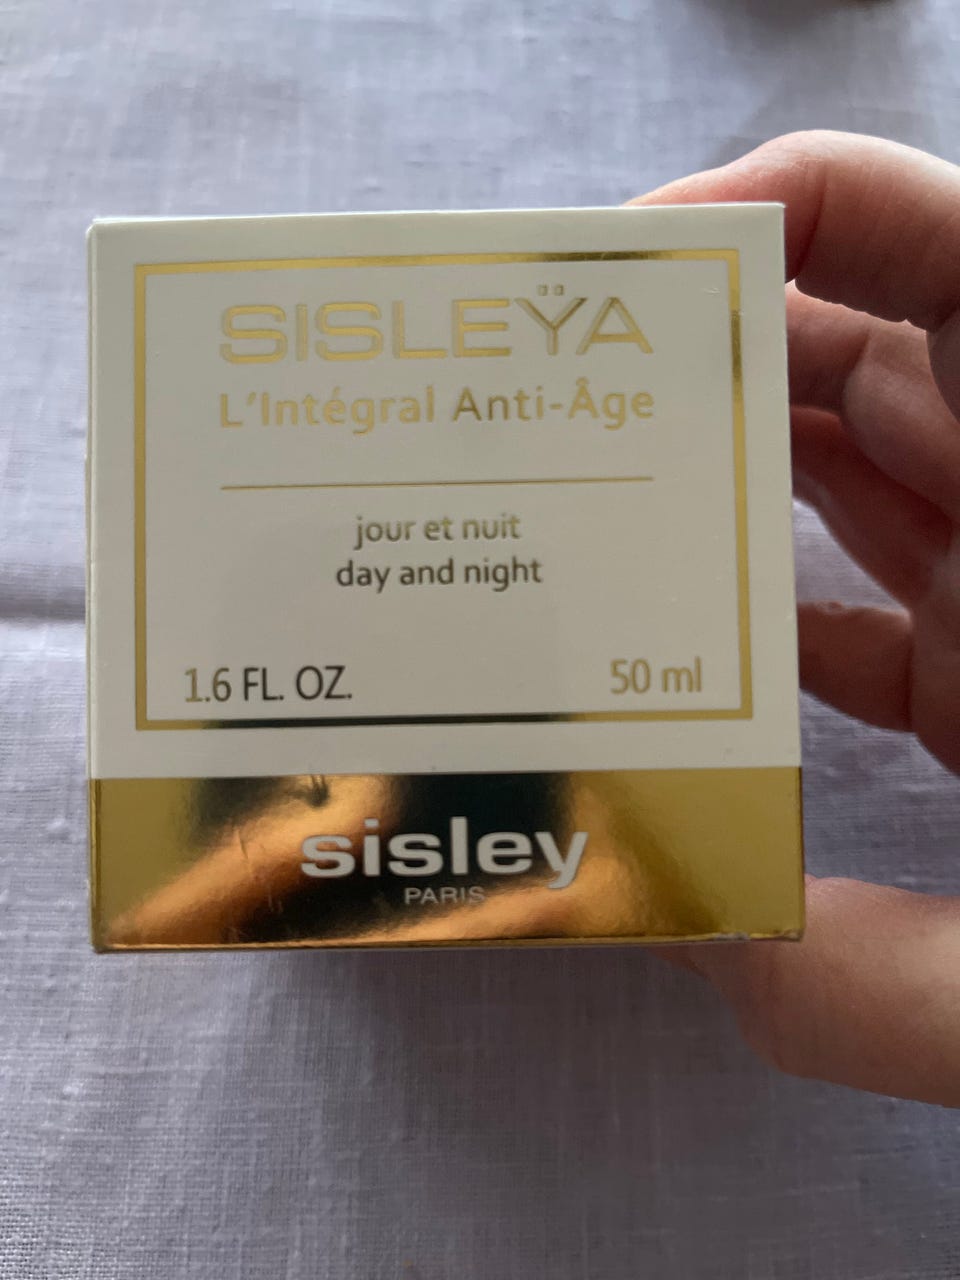 SISLEŸA
L'Intégral Anti-Âge
jour et nuit
day and night
1.6 FL. OZ. 50 ml
sisley
PARIS